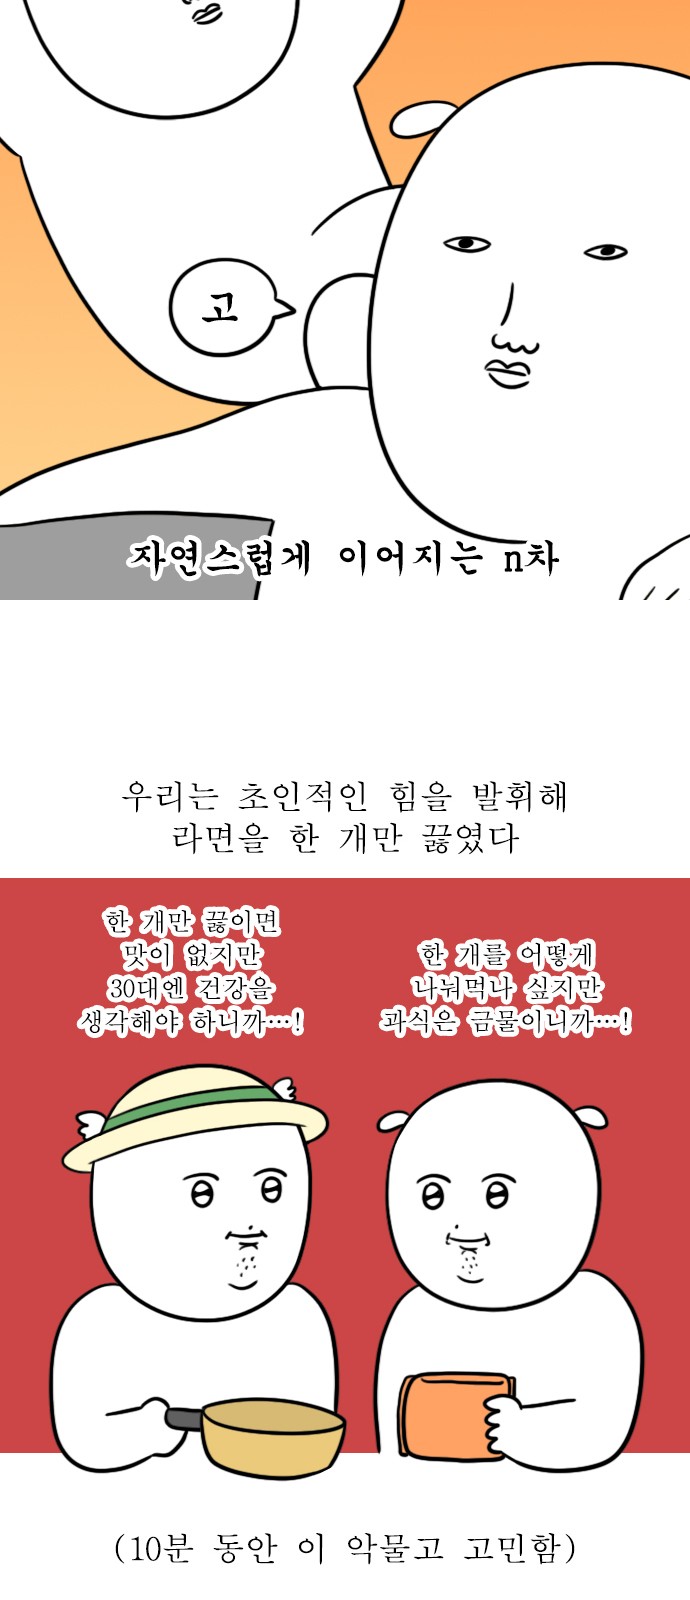 고
자연스럽게 이어지는 n차
우리는 초인적인 힘을 발휘해
라면을 한 개만 끓였다
한 개만 끓이면
맛이 없지만
30대엔 건강을
생각해야 하니까…!
한 개를 어떻게
나눠먹나 싶지만
과식은 금물이니까…!
(10분 동안 이 악물고 고민함)